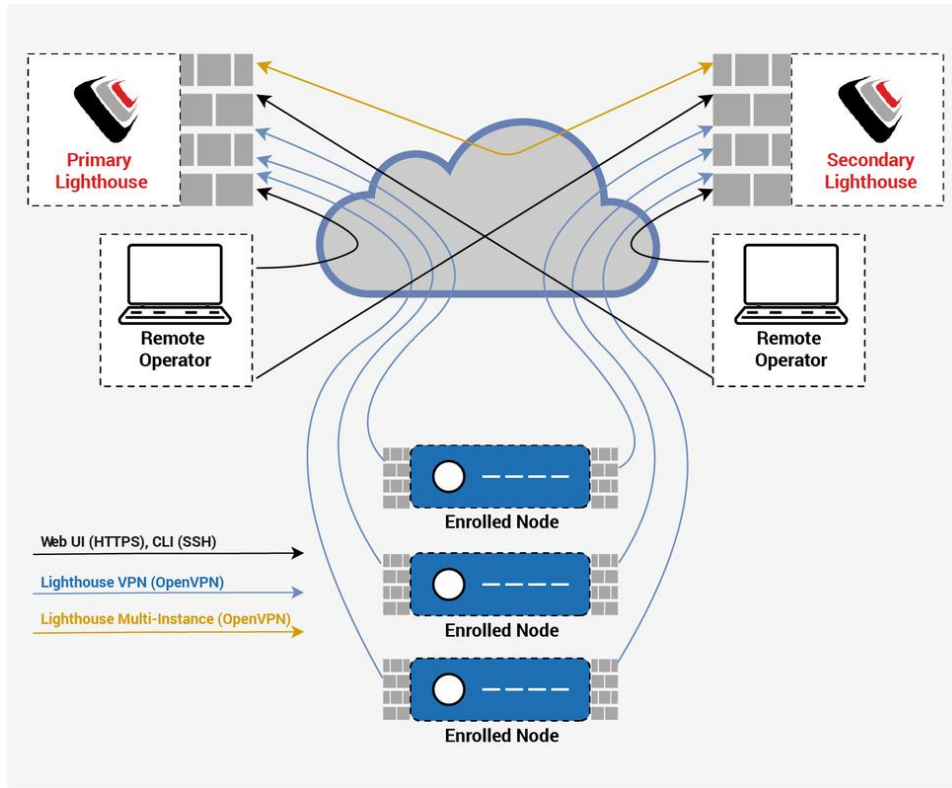 Primary
Lighthouse
Secondary
Lighthouse
Remote
Operator
Remote
Operator
Enrolled Node
Web UI (HTTPS), CLI (SSH)
Lighthouse VPN (OpenVPN)
Enrolled Node
Lighthouse Multi-Instance (OpenVPN)
Enrolled Node